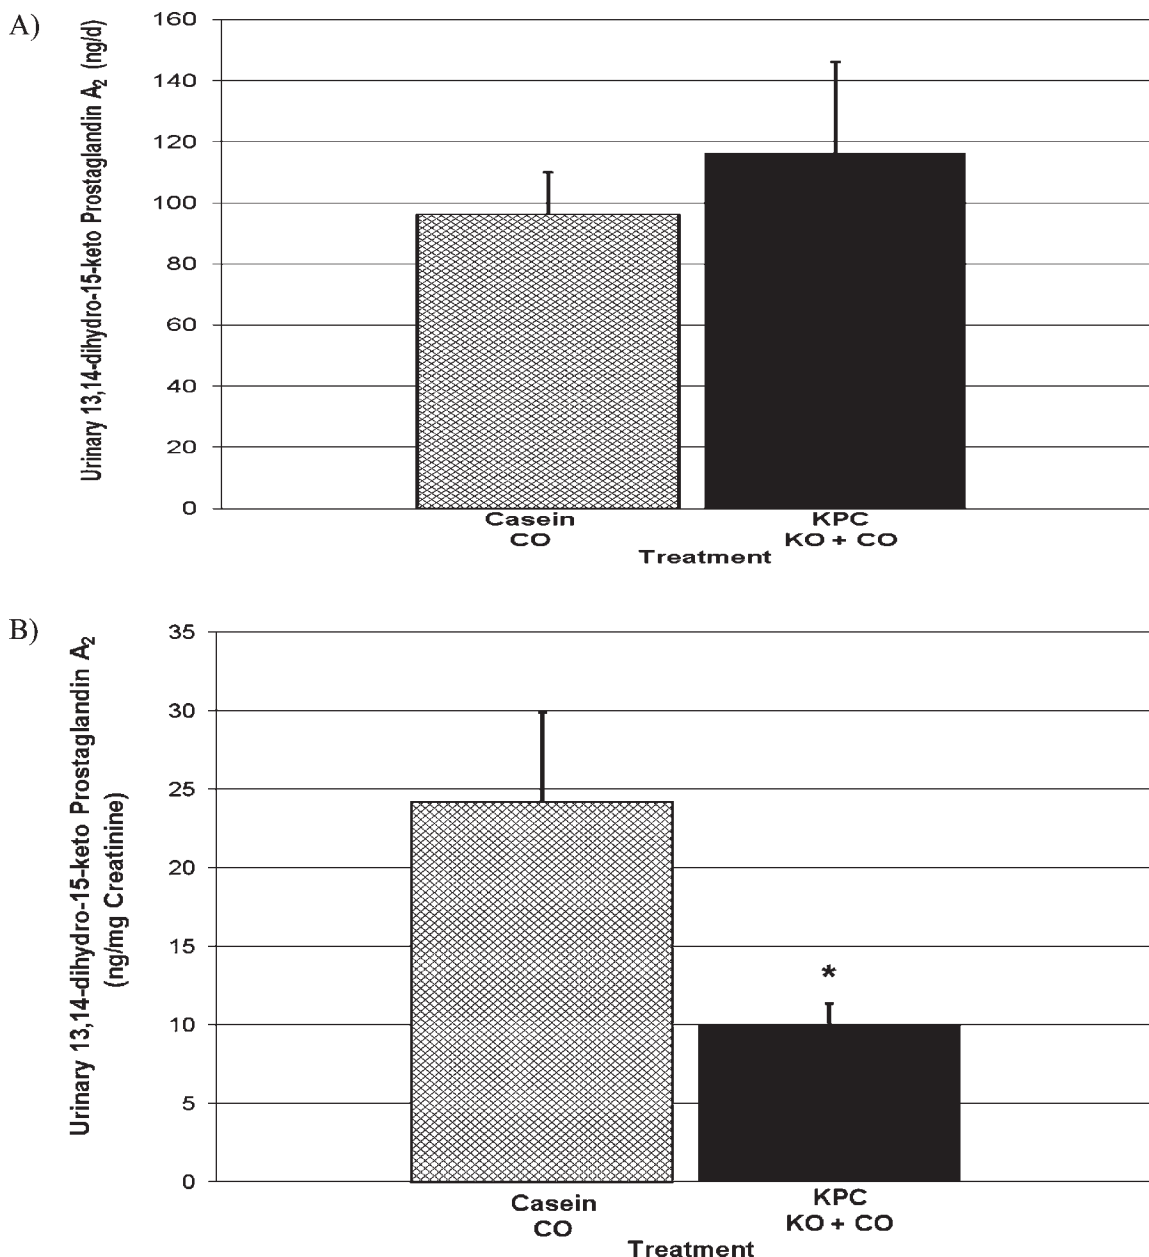 A)
Urinary 13,14-dihydro-15-keto Prostaglandin A₂ (ng/d)
160
140
120
100
80
60
40
20
0
Casein
CO
KPC
KO + CO
Treatment
B)
Urinary 13,14-dihydro-15-keto Prostaglandin A₂
(ng/mg Creatinine)
35
30
25
20
15
10
5
0
*
Casein
CO
KPC
KO + CO
Treatment